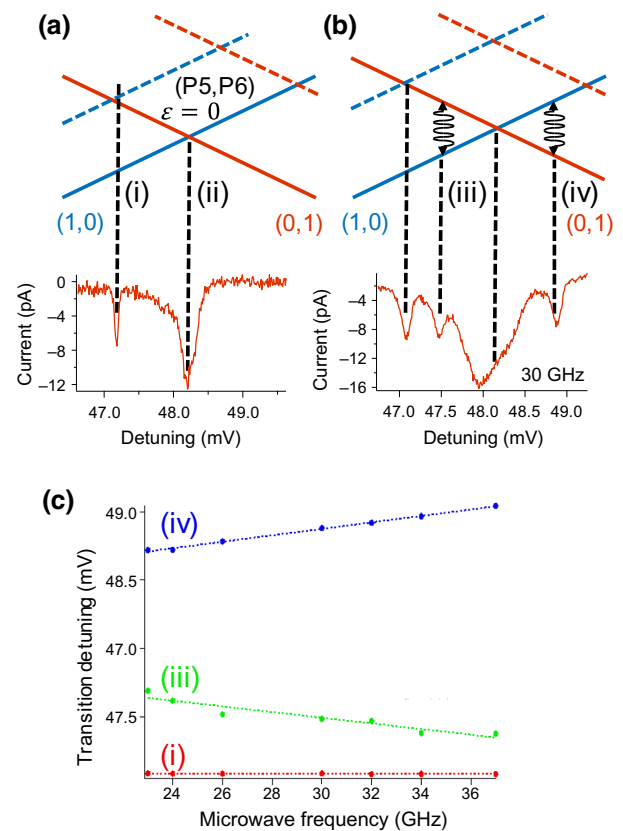 (a)
(P5,P6)
ε = 0
(i)
(ii)
(1,0)
(0,1)
Current (pA)
0
−4
−8
−12
47.0
48.0
49.0
Detuning (mV)
(b)
(iii)
(iv)
(1,0)
(0,1)
Current (pA)
−4
−8
−12
−16
30 GHz
47.0
47.5
48.0
48.5
49.0
Detuning (mV)
(c)
Transition detuning (mV)
49.0
48.5
47.0
47.5
(iv)
(iii)
(i)
24
26
28
30
32
34
36
Microwave frequency (GHz)